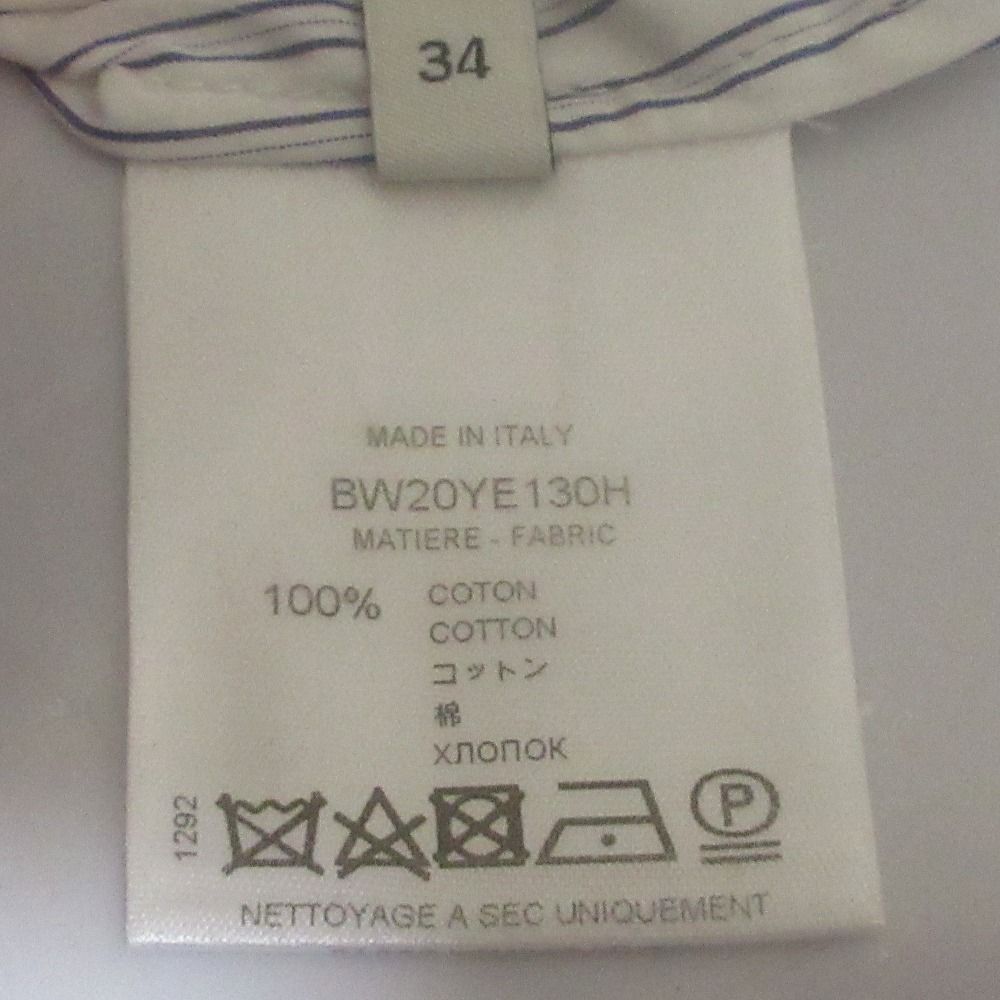 34
MADE IN ITALY
BW20YE130H
MATIERE - FABRIC
100% COTON
COTTON
コットン
棉
ХЛОПОК
1292
P
NETTOYAGE A SEC UNIQUEMENT